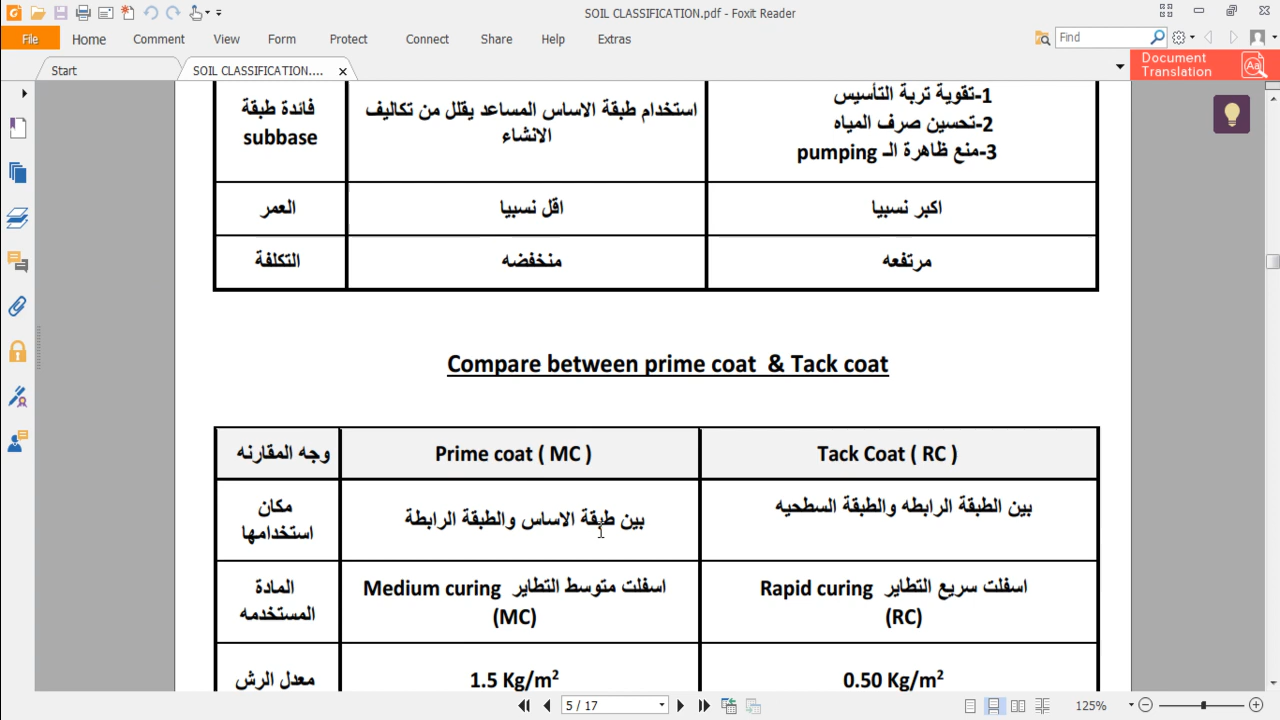 SOIL CLASSIFICATION.pdf - Foxit Reader
File Home Comment View Form Protect Connect Share Help Extras
Find
Start
SOIL CLASSIFICATION....
Document
Translation
فائدة طبقة
subbase
استخدام طبقة الاساس المساعد يقلل من تكاليف
الانشاء
1-تقوية تربة التأسيس
2-تحسين صرف المياه
3-منع ظاهرة الـ pumping
العمر
اقل نسبيا
اكبر نسبيا
التكلفة
منخفضه
مرتفعه
Compare between prime coat & Tack coat
وجه المقارنه
Prime coat ( MC )
Tack Coat ( RC )
مكان
استخدامها
بين طبقة الاساس والطبقة الرابطة
بين الطبقة الرابطه والطبقة السطحيه
المادة
المستخدمه
اسفلت متوسط التطاير Medium curing
(MC)
اسفلت سريع التطاير Rapid curing
(RC)
معدل الرش
1.5 Kg/m²
0.50 Kg/m²
5 / 17
125%